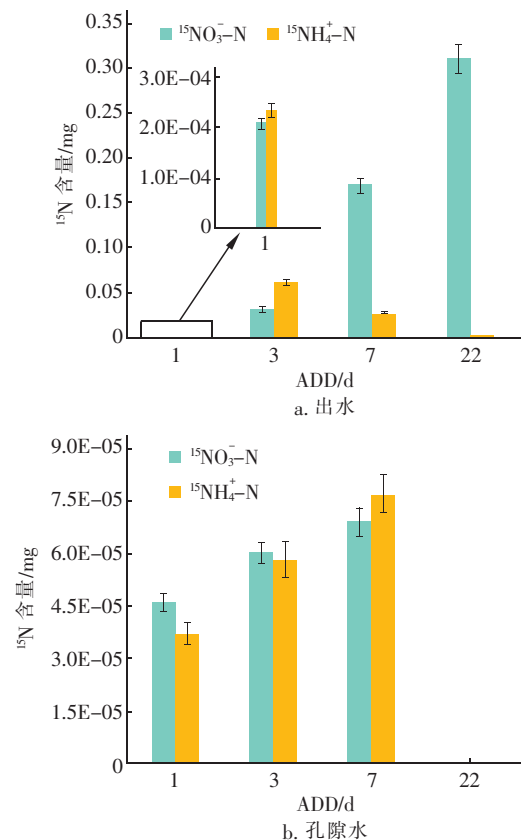 0.35
0.30
0.25
0.20
0.15
0.10
0.05
0
¹⁵N 含量/mg
¹⁵NO₃⁻–N
¹⁵NH₄⁺–N
3.0E–04
2.0E–04
1.0E–04
0
1
1 3 7 22
ADD/d
a. 出水
9.0E–05
7.5E–05
6.0E–05
4.5E–05
3.0E–05
1.5E–05
0
¹⁵N 含量/mg
¹⁵NO₃⁻–N
¹⁵NH₄⁺–N
1 3 7 22
ADD/d
b. 孔隙水